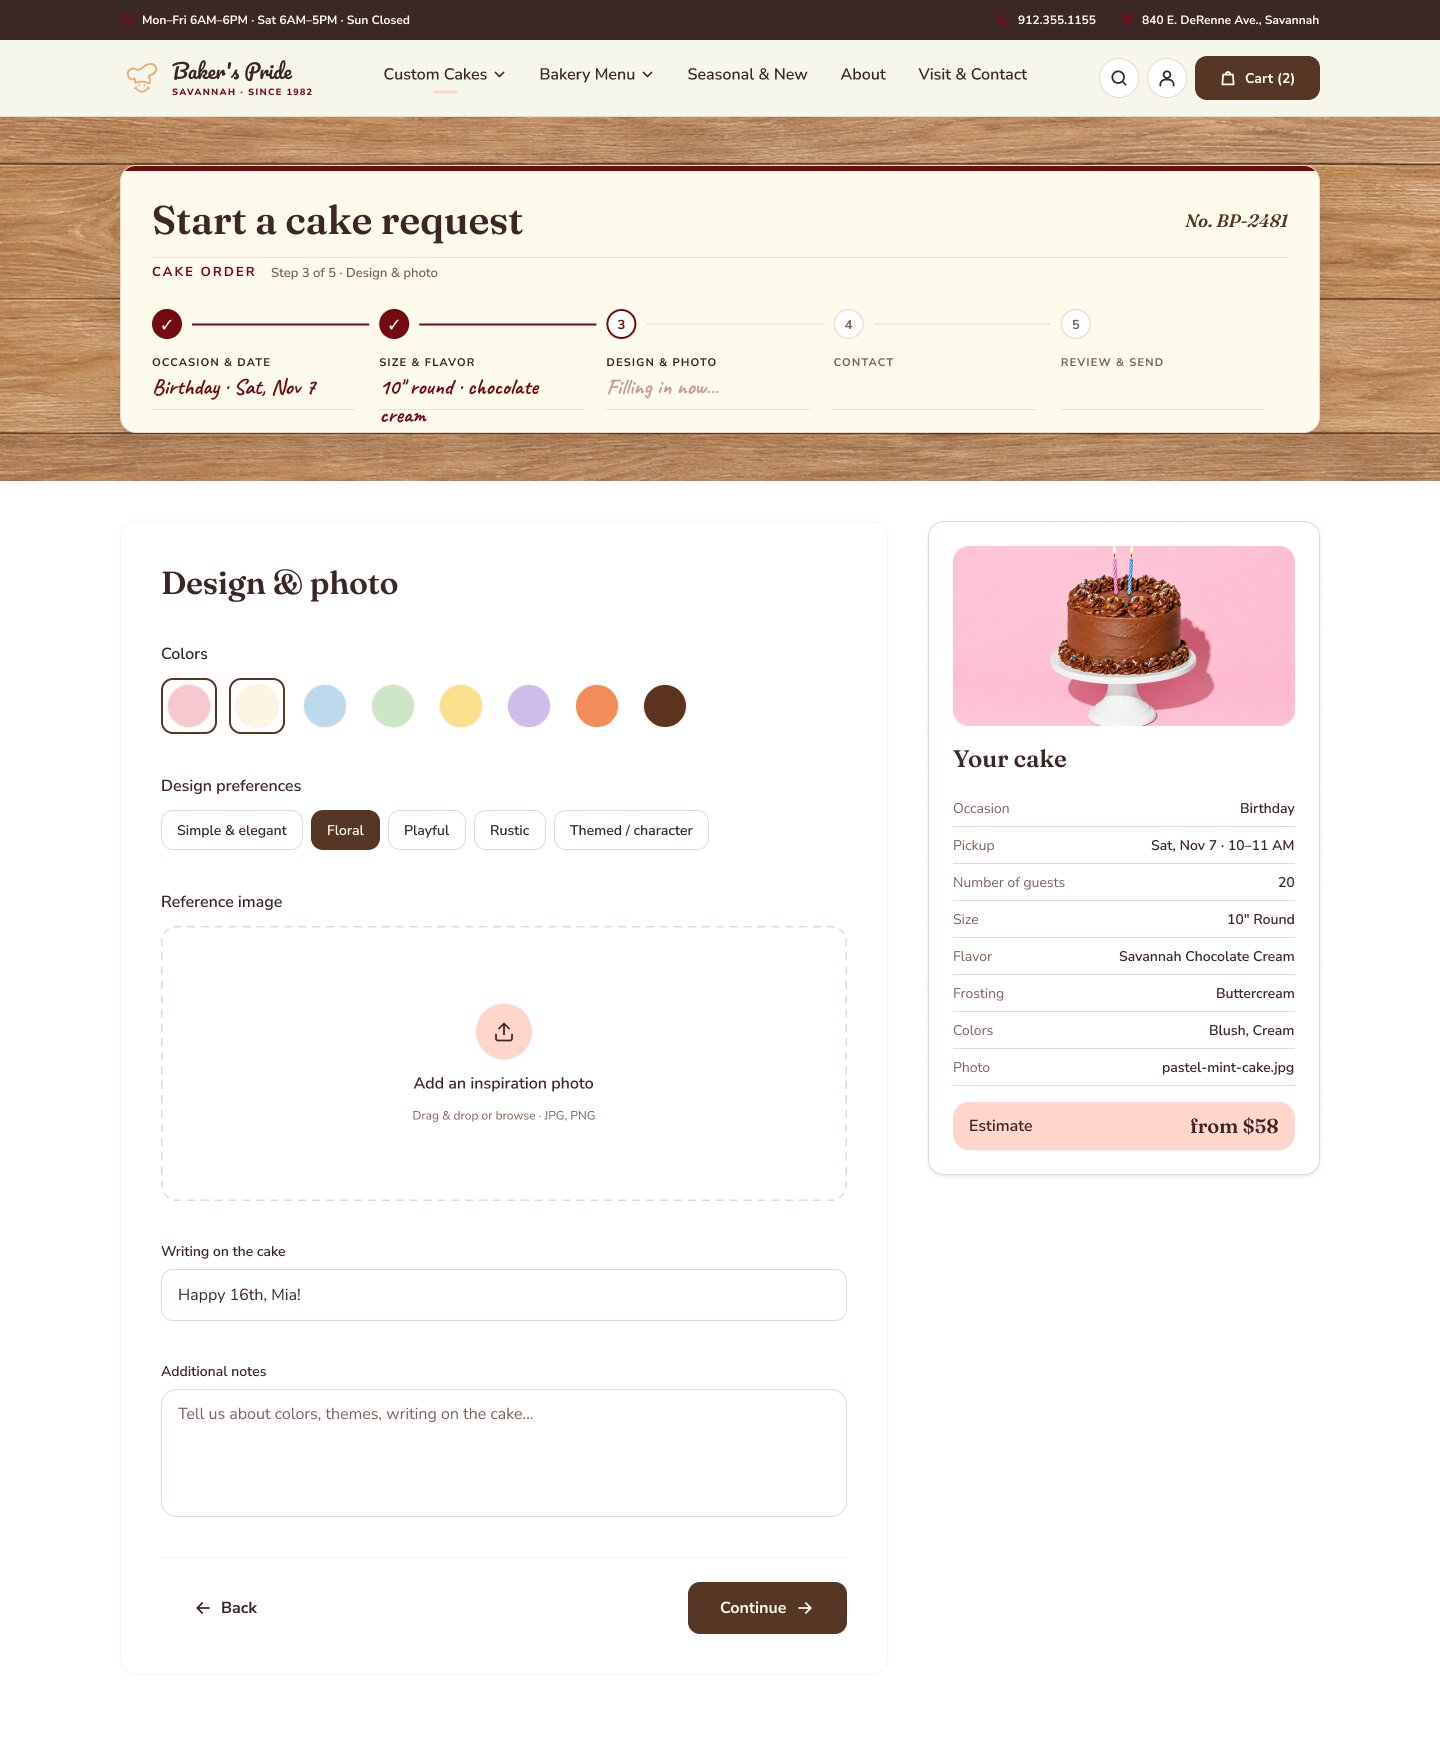 Mon–Fri 6AM–6PM · Sat 6AM–5PM · Sun Closed
912.355.1155
840 E. DeRenne Ave., Savannah
Baker's Pride
SAVANNAH · SINCE 1982
Custom Cakes
Bakery Menu
Seasonal & New
About
Visit & Contact
Cart (2)
Start a cake request
No. BP-2481
CAKE ORDER
Step 3 of 5 · Design & photo
✓
✓
3
4
5
OCCASION & DATE
SIZE & FLAVOR
DESIGN & PHOTO
CONTACT
REVIEW & SEND
Birthday · Sat, Nov 7
10" round · chocolate
cream
Filling in now...
Design & photo
Colors
Design preferences
Simple & elegant
Floral
Playful
Rustic
Themed / character
Reference image
Add an inspiration photo
Drag & drop or browse · JPG, PNG
Writing on the cake
Happy 16th, Mia!
Additional notes
Tell us about colors, themes, writing on the cake...
Back
Continue
Your cake
Occasion Birthday
Pickup Sat, Nov 7 · 10–11 AM
Number of guests 20
Size 10" Round
Flavor Savannah Chocolate Cream
Frosting Buttercream
Colors Blush, Cream
Photo pastel-mint-cake.jpg
Estimate from $58